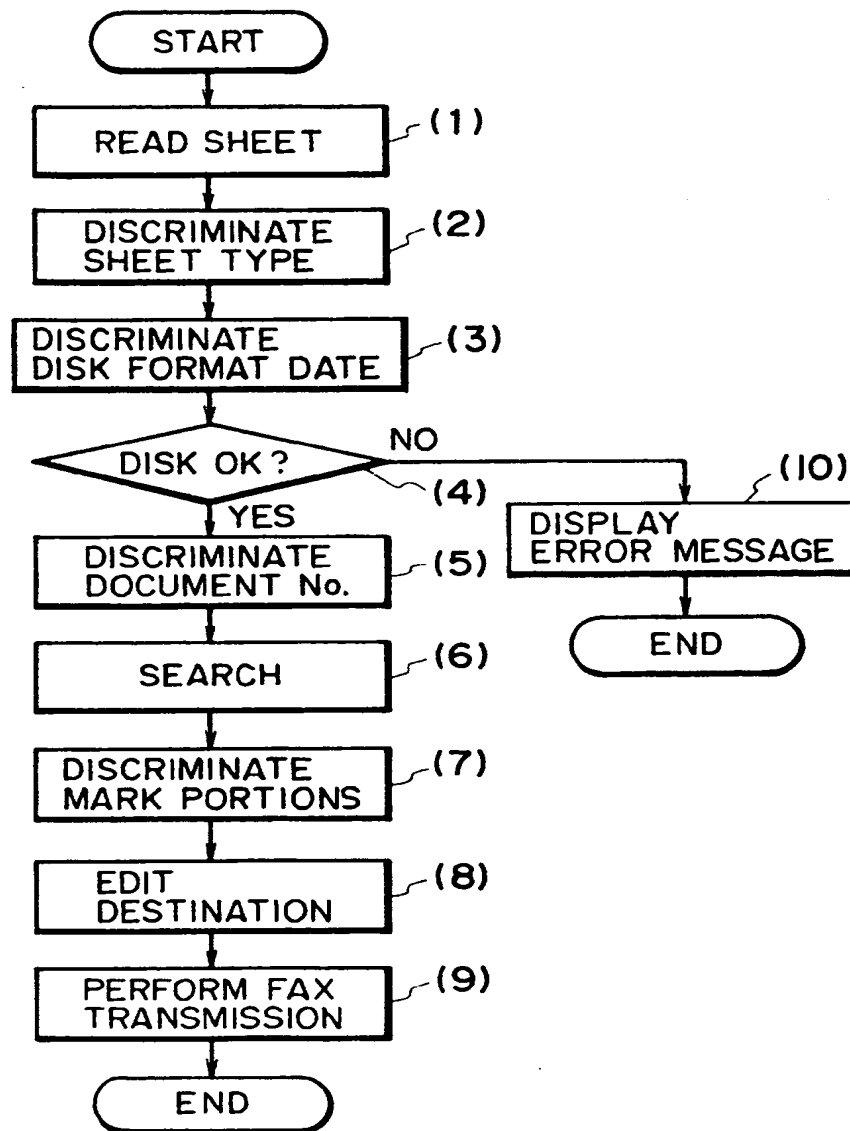 START
READ SHEET
(1)
DISCRIMINATE
SHEET TYPE
(2)
DISCRIMINATE
DISK FORMAT DATE
(3)
DISK OK?
(4)
NO
YES
(10)
DISPLAY
ERROR MESSAGE
END
DISCRIMINATE
DOCUMENT No.
(5)
SEARCH
(6)
DISCRIMINATE
MARK PORTIONS
(7)
EDIT
DESTINATION
(8)
PERFORM FAX
TRANSMISSION
(9)
END